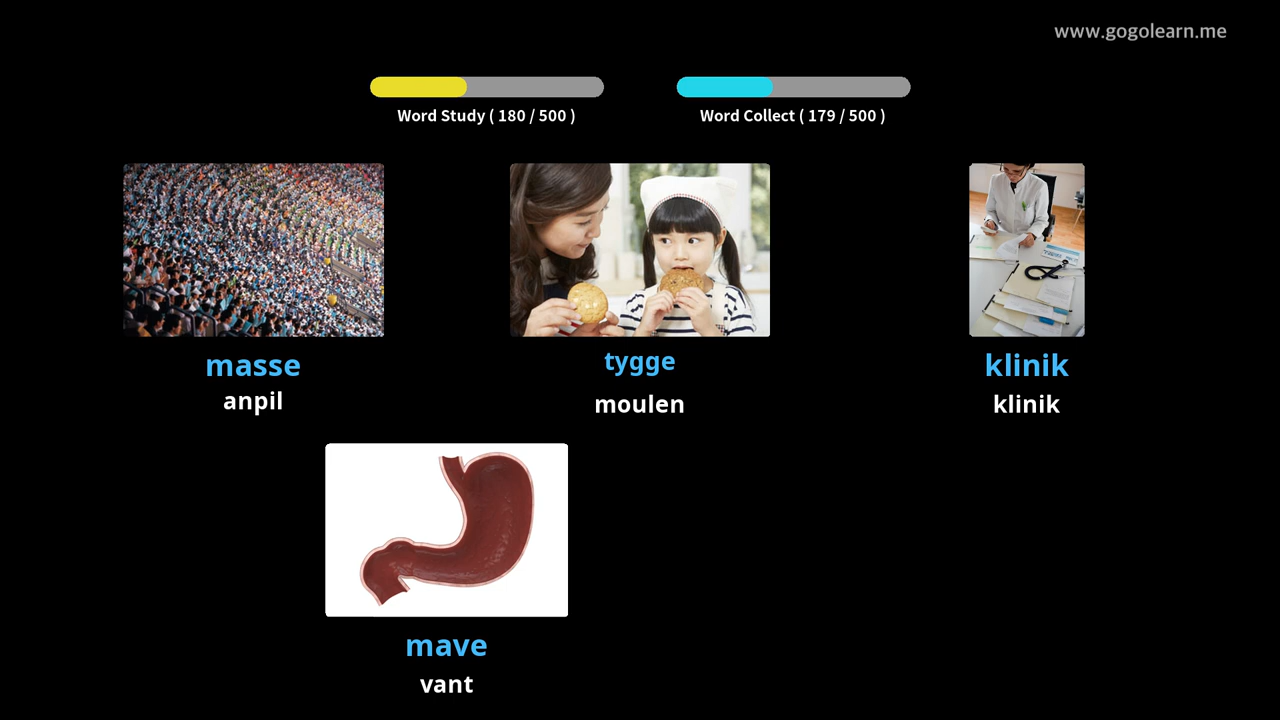 www.gogolearn.me
Word Study ( 180 / 500 )
Word Collect ( 179 / 500 )
masse
anpil
tygge
moulen
klinik
klinik
mave
vant